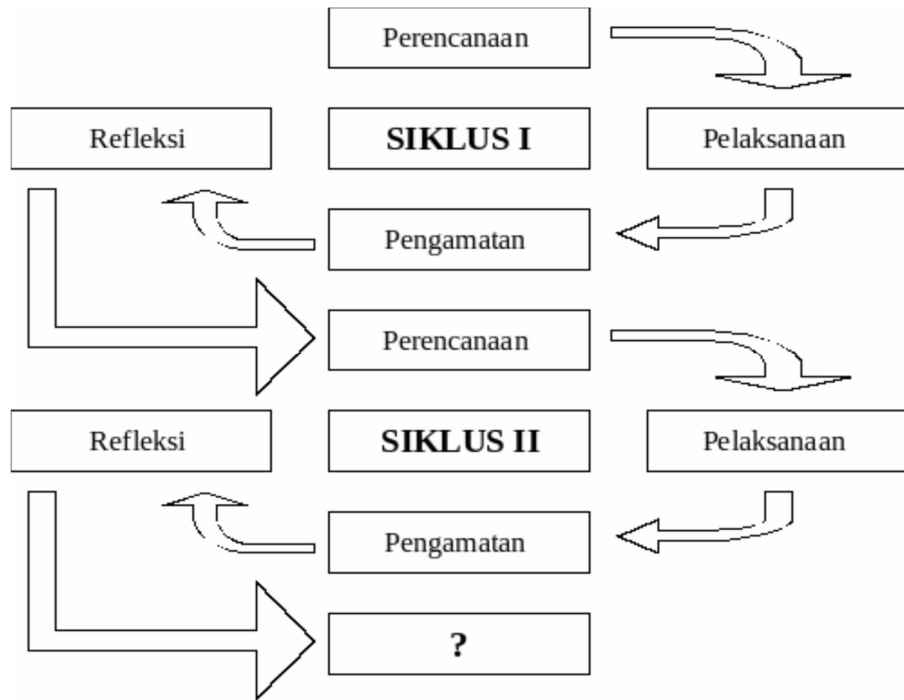 Perencanaan
Refleksi
SIKLUS I
Pelaksanaan
Pengamatan
Perencanaan
Refleksi
SIKLUS II
Pelaksanaan
Pengamatan
?